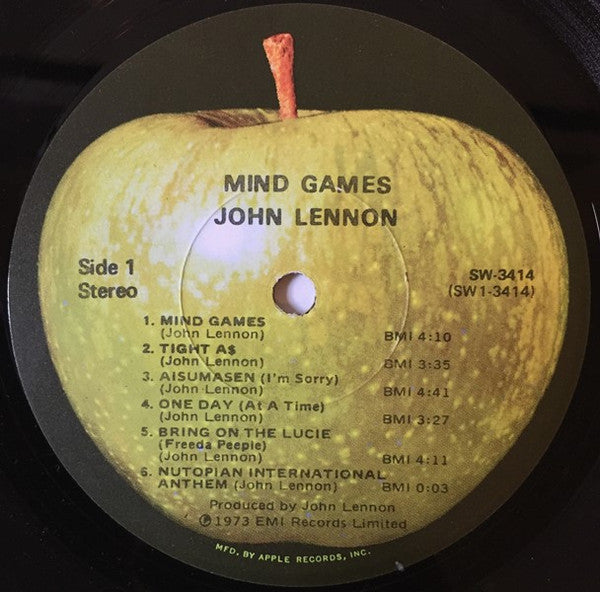 MIND GAMES
JOHN LENNON
Side 1
Stereo
SW-3414
(SW1-3414)
1. MIND GAMES
(John Lennon) BMI 4:10
2. TIGHT A$
(John Lennon) BMI 3:35
3. AISUMASEN (I'm Sorry)
(John Lennon) BMI 4:41
4. ONE DAY (At A Time)
(John Lennon) BMI 3:27
5. BRING ON THE LUCIE
(Freeda Peeple)
(John Lennon) BMI 4:11
6. NUTOPIAN INTERNATIONAL
ANTHEM (John Lennon) BMI 0:03
Produced by John Lennon
℗1973 EMI Records Limited
MFD. BY APPLE RECORDS, INC.